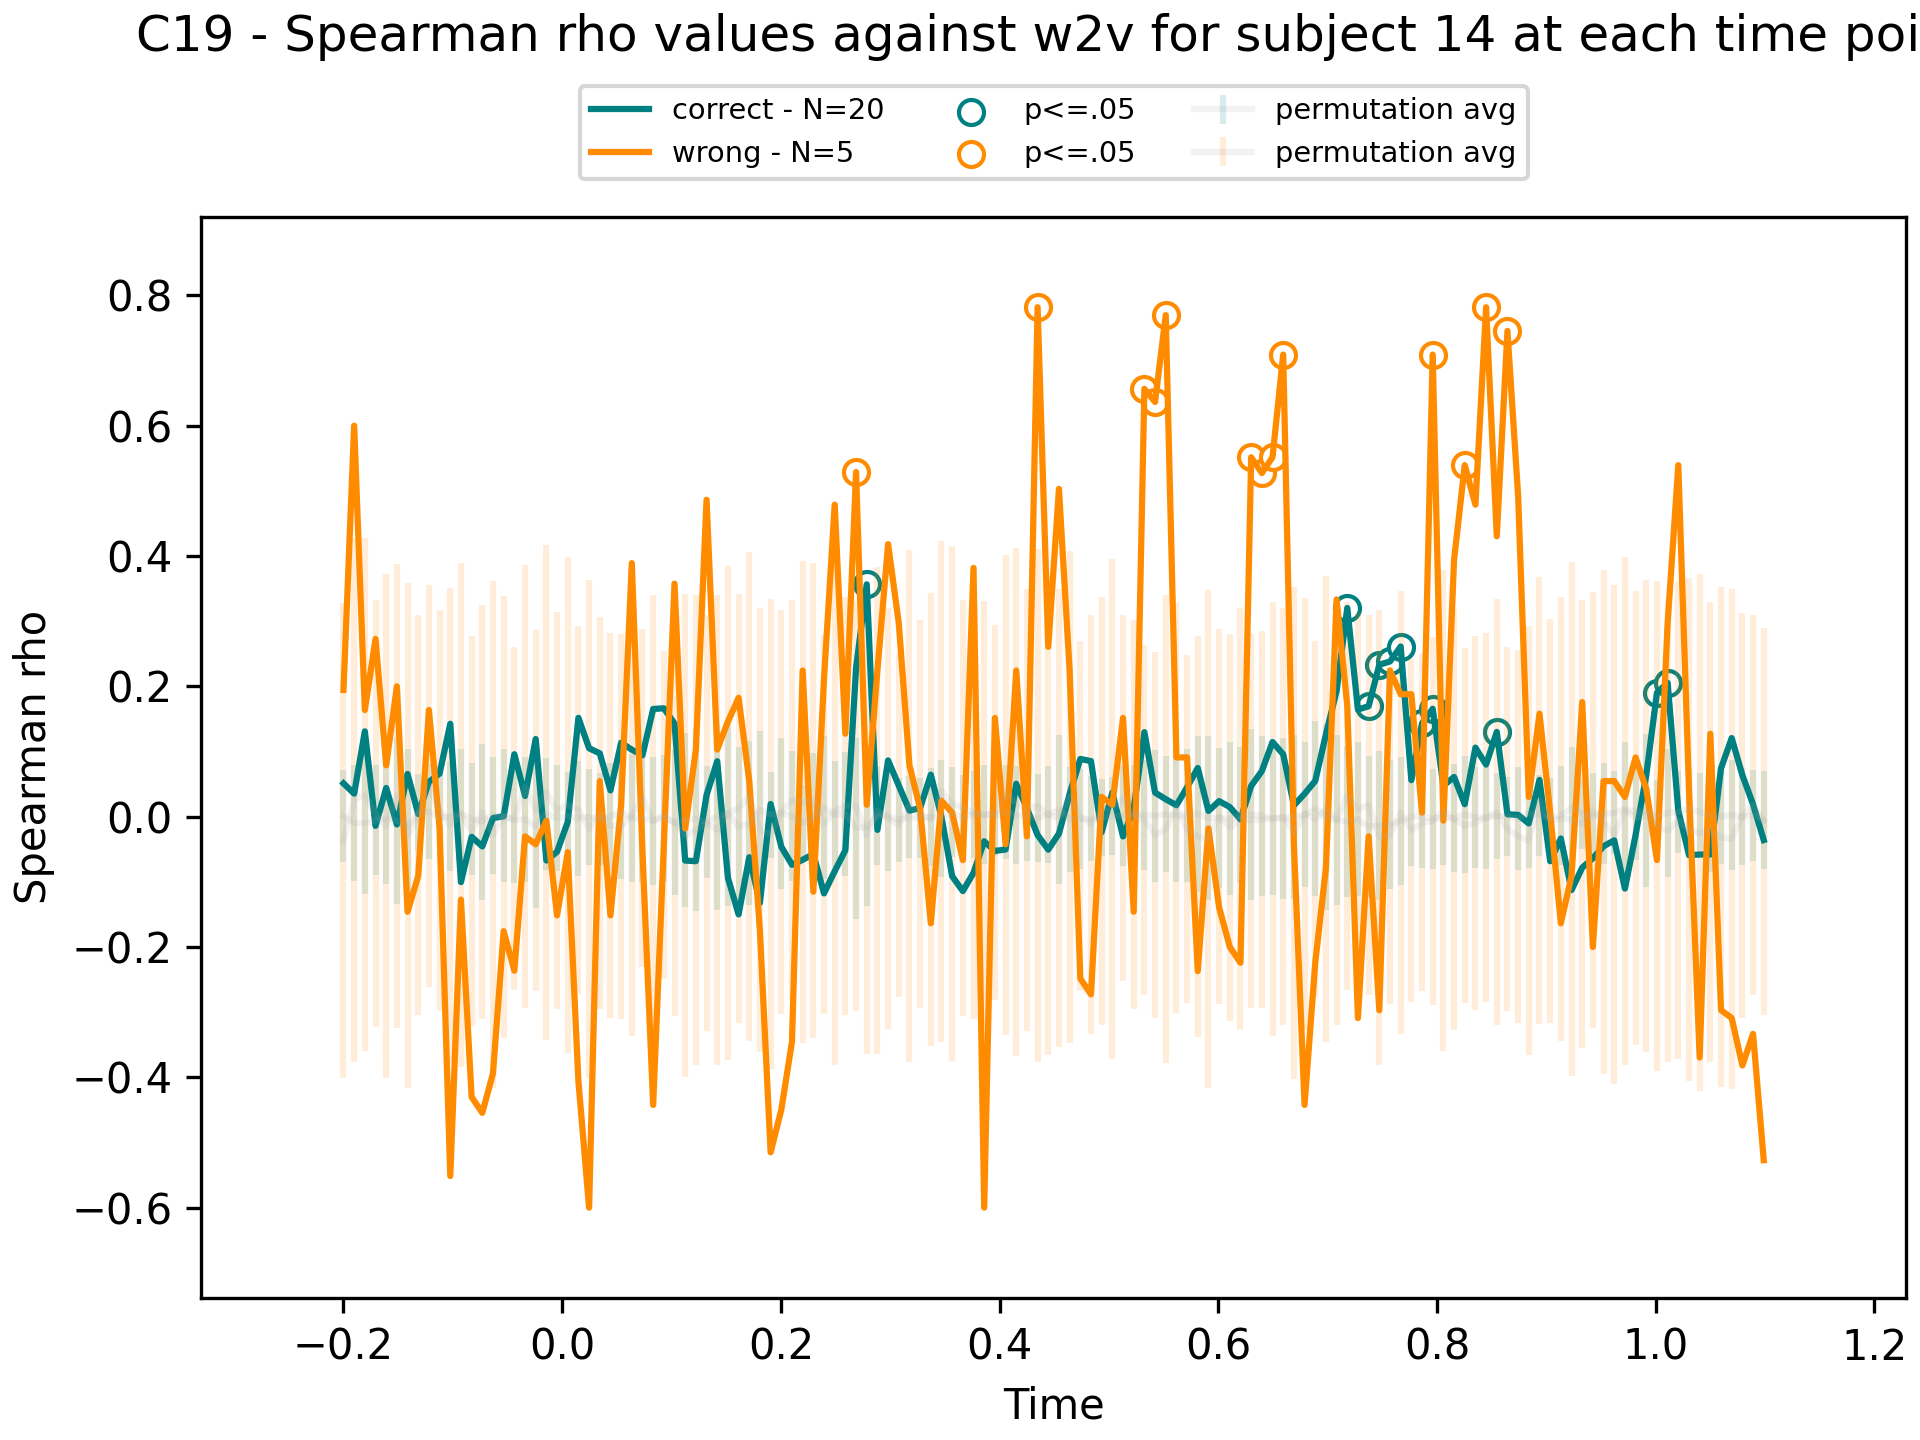 C19 - Spearman rho values against w2v for subject 14 at each time poi
correct - N=20
wrong - N=5
p<=.05
p<=.05
permutation avg
permutation avg
Spearman rho
0.8
0.6
0.4
0.2
0.0
−0.2
−0.4
−0.6
−0.2 0.0 0.2 0.4 0.6 0.8 1.0 1.2
Time